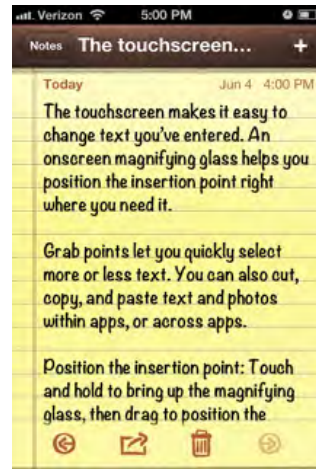 Verizon 5:00 PM
Notes The touchscreen... +
Today Jun 4 4:00 PM
The touchscreen makes it easy to
change text you've entered. An
onscreen magnifying glass helps you
position the insertion point right
where you need it.
Grab points let you quickly select
more or less text. You can also cut,
copy, and paste text and photos
within apps, or across apps.
Position the insertion point: Touch
and hold to bring up the magnifying
glass, then drag to position the